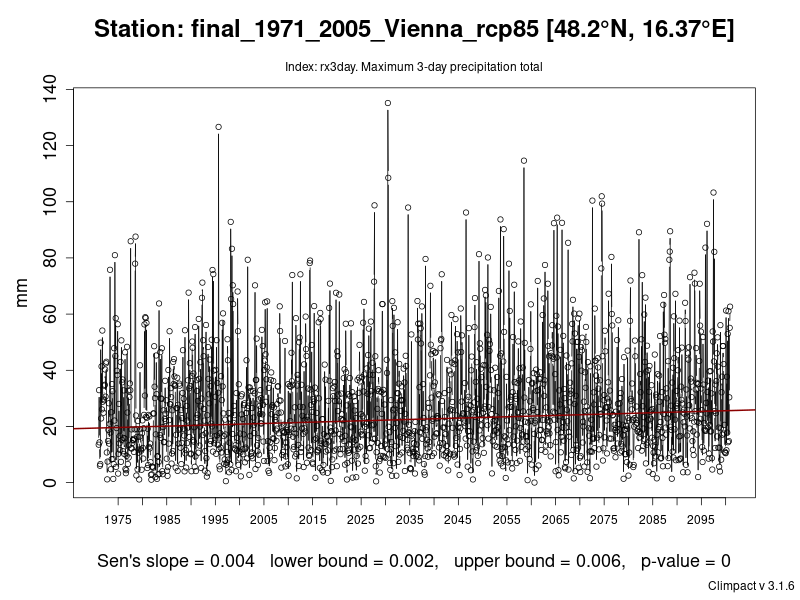 Station: final_1971_2005_Vienna_rcp85 [48.2°N, 16.37°E]
Index: rx3day. Maximum 3-day precipitation total
140
120
100
80
60
40
20
0
mm
1975 1985 1995 2005 2015 2025 2035 2045 2055 2065 2075 2085 2095
Sen's slope = 0.004 lower bound = 0.002, upper bound = 0.006, p-value = 0
Climpact v 3.1.6